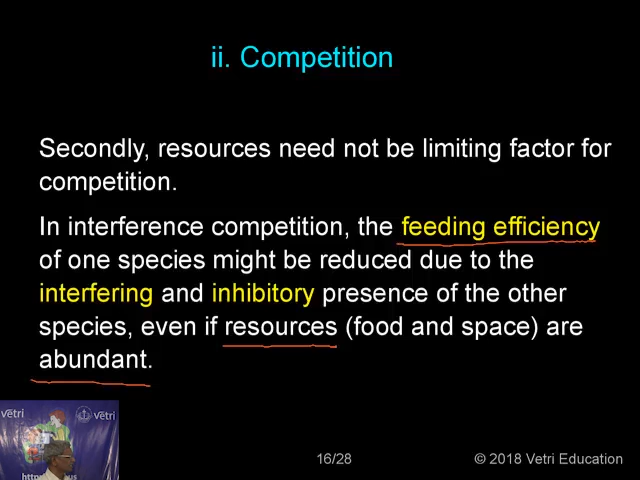 ii. Competition
Secondly, resources need not be limiting factor for
competition.
In interference competition, the feeding efficiency
of one species might be reduced due to the
interfering and inhibitory presence of the other
species, even if resources (food and space) are
abundant.
Vētri
Vētri
16/28
© 2018 Vetri Education